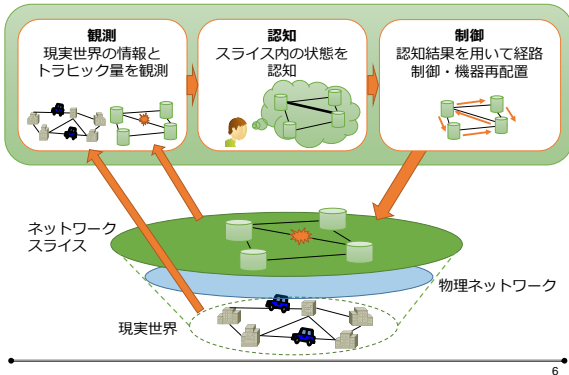 観測
現実世界の情報と
トラヒック量を観測
認知
スライス内の状態を
認知
制御
認知結果を用いて経路
制御・機器再配置
ネットワーク
スライス
物理ネットワーク
現実世界
6